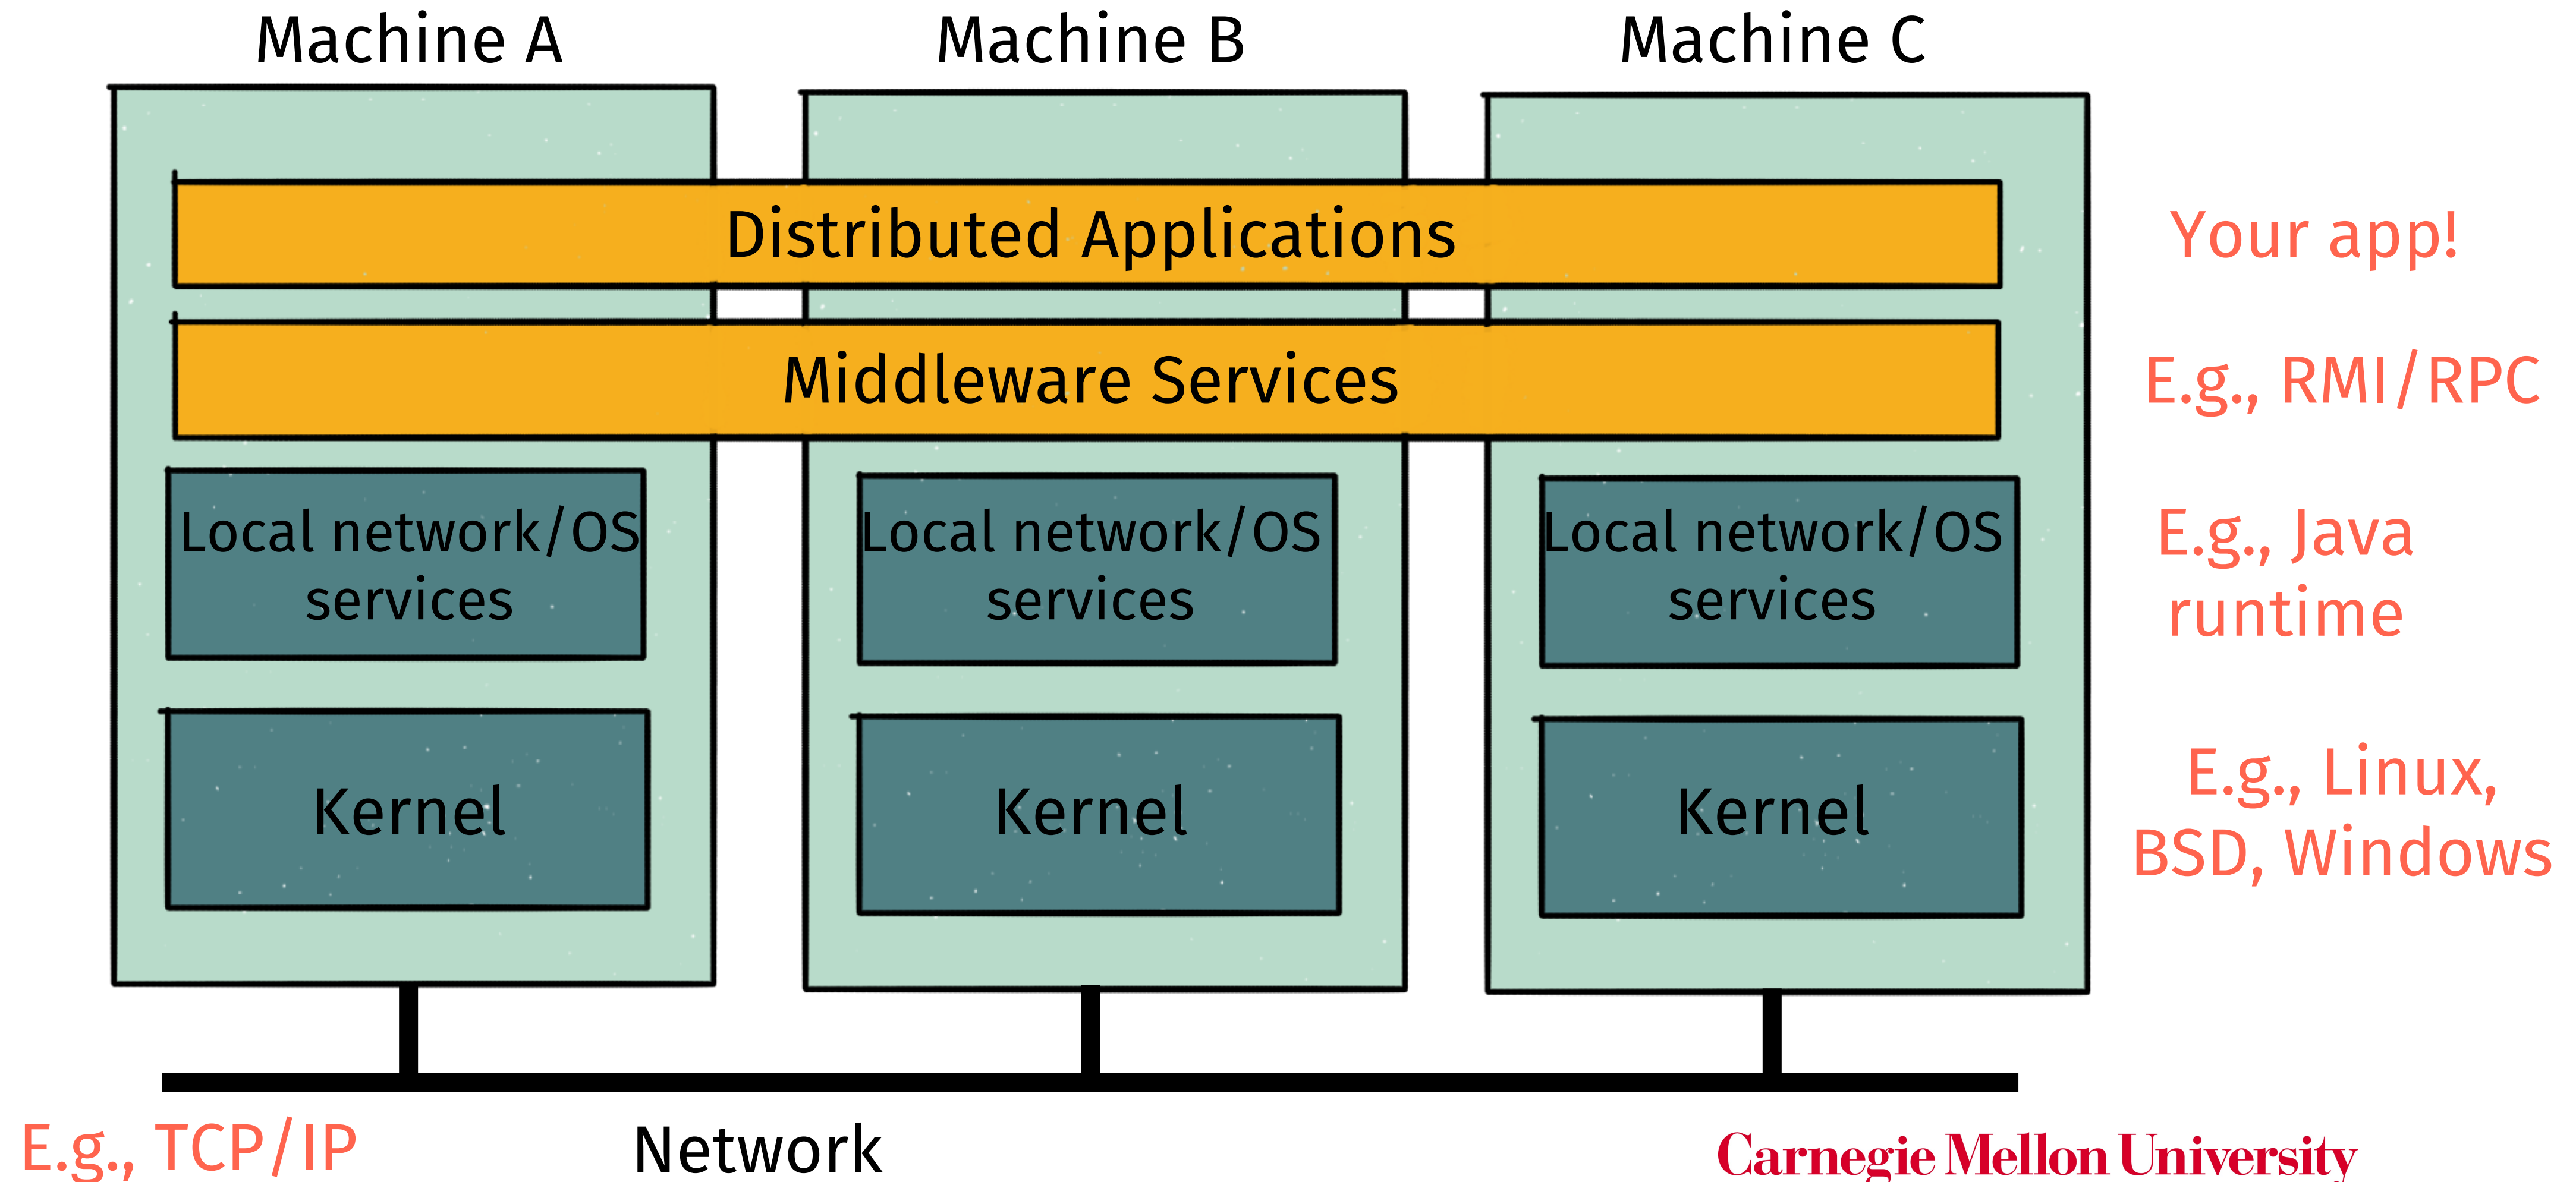 Machine A
Machine B
Machine C
Distributed Applications
Your app!
Middleware Services
E.g., RMI/RPC
Local network/OS
services
Local network/OS
services
Local network/OS
services
E.g., Java
runtime
Kernel
Kernel
Kernel
E.g., Linux,
BSD, Windows
E.g., TCP/IP
Network
Carnegie Mellon University